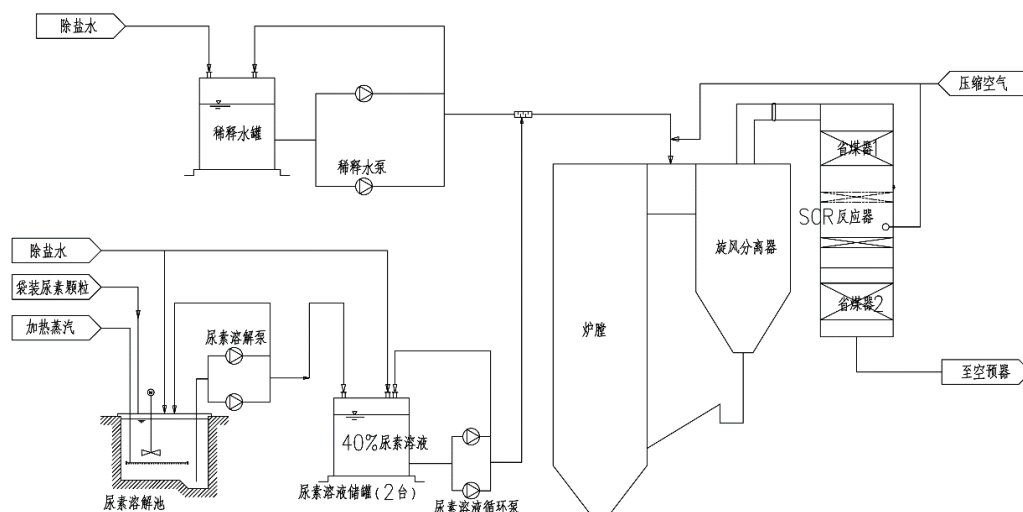 除盐水
稀释水罐
稀释水泵
压缩空气
省煤器1
SCR反应器
旋风分离器
省煤器2
炉膛
至空预器
除盐水
袋装尿素颗粒
加热蒸汽
尿素溶解泵
尿素溶解池
40%尿素溶液
尿素溶液储罐(2台)
尿素溶液循环泵